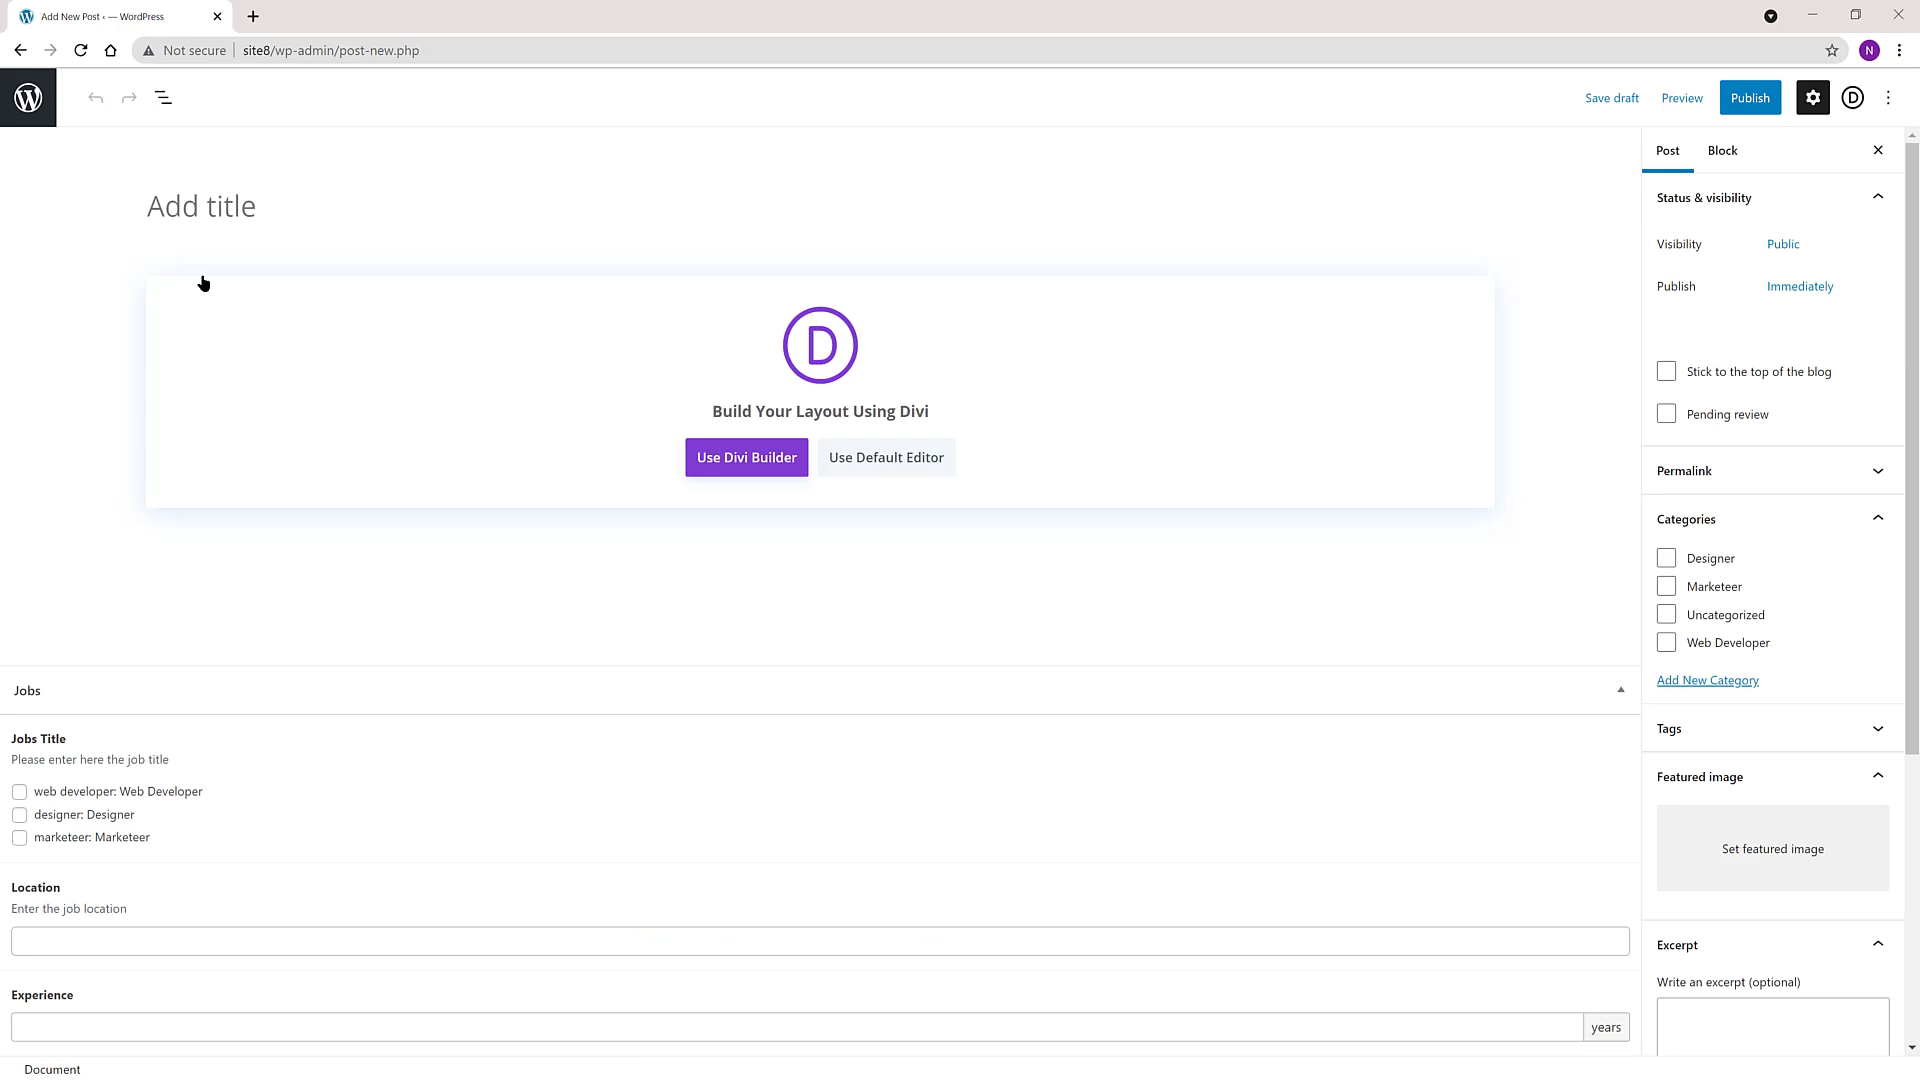 Add New Post ‹ — WordPress
Not secure
site8/wp-admin/post-new.php
N
Save draft
Preview
Publish
D
Post
Block
Add title
Status & visibility
Visibility
Public
Publish
Immediately
Stick to the top of the blog
Pending review
D
Build Your Layout Using Divi
Use Divi Builder
Use Default Editor
Permalink
Categories
Designer
Marketeer
Uncategorized
Web Developer
Add New Category
Tags
Featured image
Set featured image
Excerpt
Write an excerpt (optional)
Jobs
Jobs Title
Please enter here the job title
web developer: Web Developer
designer: Designer
marketeer: Marketeer
Location
Enter the job location
Experience
years
Document